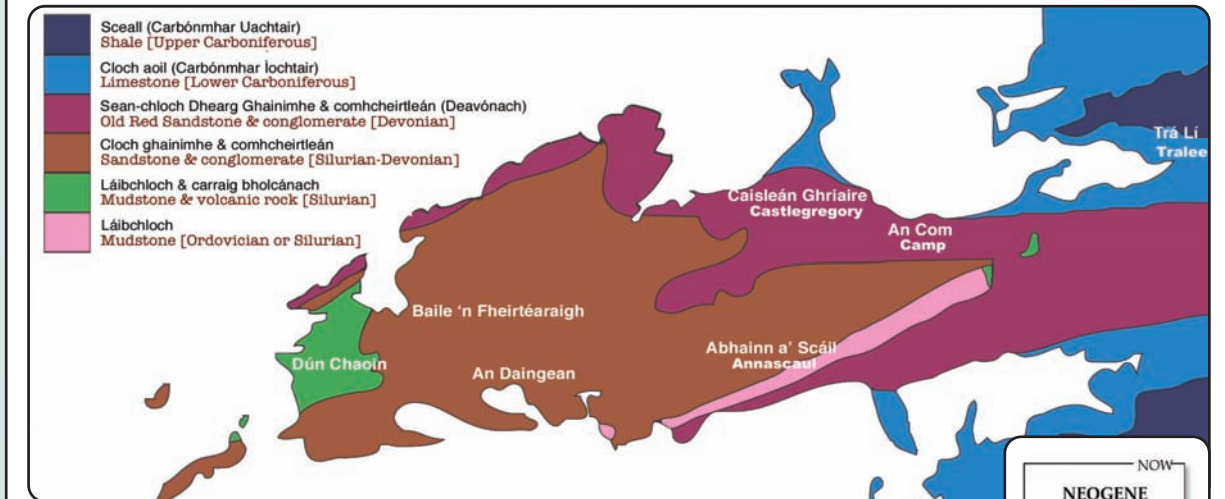 Sceall (Carbónmhar Uachtair)
Shale [Upper Carboniferous]
Cloch aoil (Carbónmhar Ìochtair)
Limestone [Lower Carboniferous]
Sean-chloch Dhearg Ghainimhe & comhcheirtleán (Deavónach)
Old Red Sandstone & conglomerate [Devonian]
Cloch ghainimhe & comhcheirtleán
Sandstone & conglomerate [Silurian-Devonian]
Láibchloch & carraig bholcánach
Mudstone & volcanic rock [Silurian]
Láibchloch
Mudstone [Ordovician or Silurian]
Trá Lí
Tralee
Caisleán Ghriaire
Castlegregory
An Com
Camp
Baile 'n Fheirtéaraigh
Abhainn a' Scáil
Annascaul
Dún Chaoin
An Daingean
NOW
NEOGENE